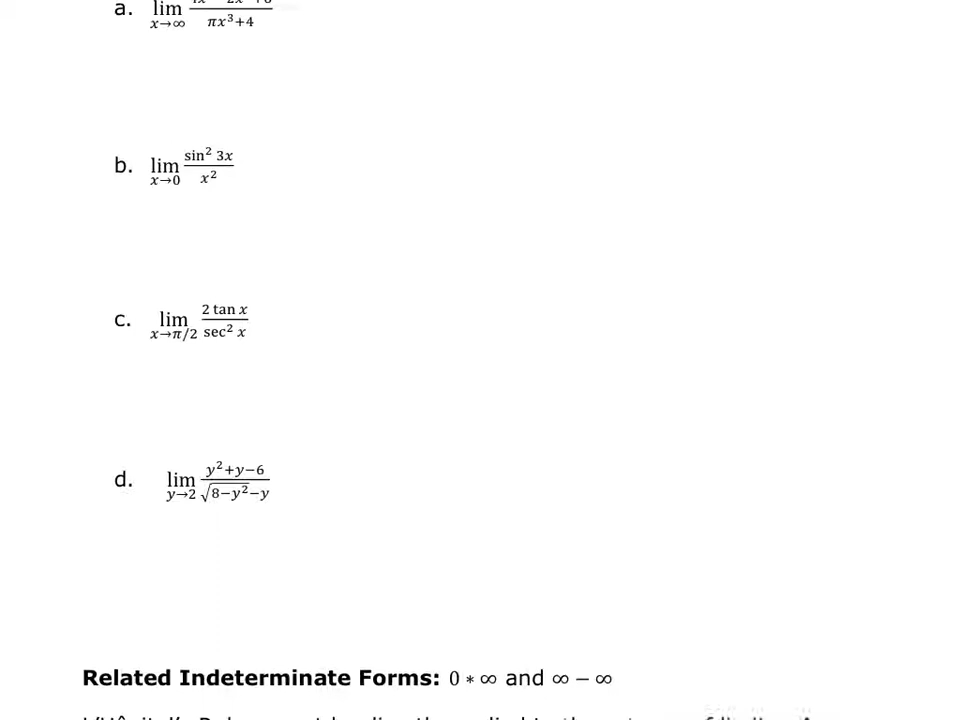 a. lim x→∞ πx³+4
b. lim x→0 sin² 3x / x²
c. lim x→π/2 2 tan x / sec² x
d. lim y→2 y²+y−6 / √8−y²−y
Related Indeterminate Forms: 0 * ∞ and ∞ − ∞